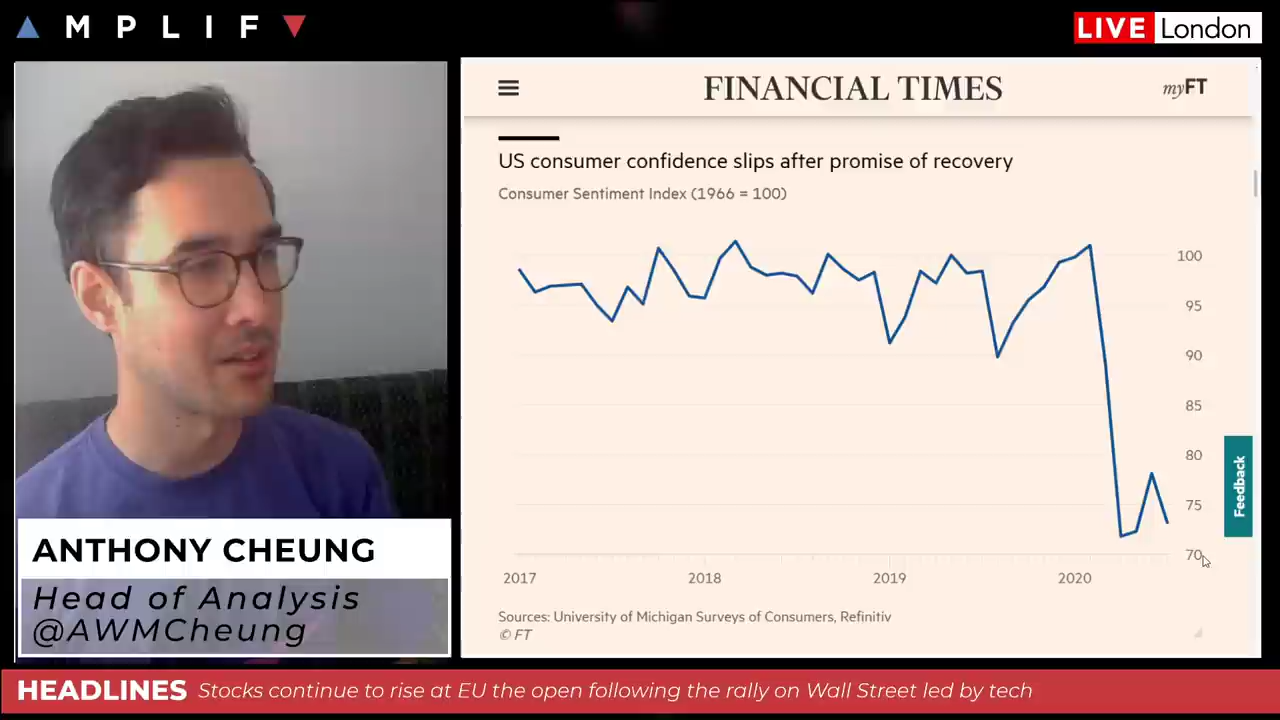 ▲ M P L I F ▼
LIVE London
FINANCIAL TIMES
myFT
US consumer confidence slips after promise of recovery
Consumer Sentiment Index (1966 = 100)
100
95
90
85
80
75
70
2017 2018 2019 2020
Feedback
Sources: University of Michigan Surveys of Consumers, Refinitiv
© FT
ANTHONY CHEUNG
Head of Analysis
@AWMCheung
HEADLINES Stocks continue to rise at EU the open following the rally on Wall Street led by tech